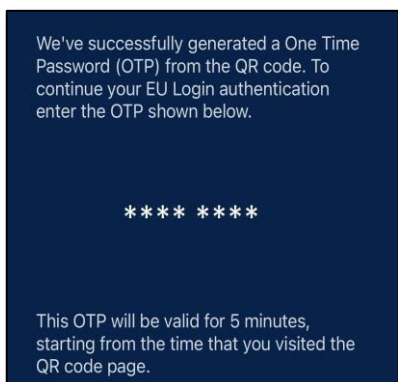 We've successfully generated a One Time
Password (OTP) from the QR code. To
continue your EU Login authentication
enter the OTP shown below.
**** ****
This OTP will be valid for 5 minutes,
starting from the time that you visited the
QR code page.